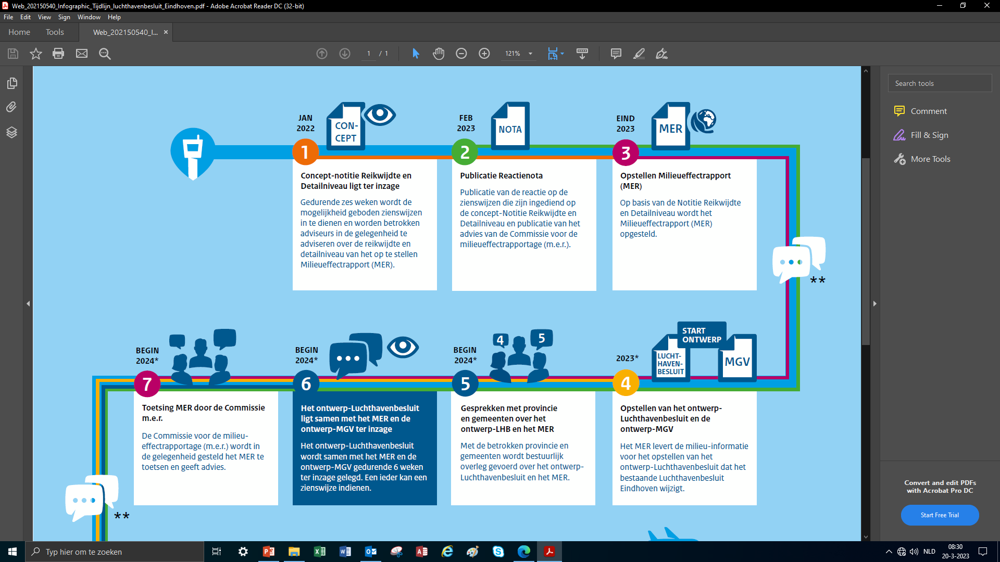 Web_202150540_Infographic_Tijdlijn_luchthavenbesluit_Eindhoven.pdf - Adobe Acrobat Reader DC (32-bit)
File Edit View Sign Window Help
Home Tools Web_202150540_I... ×
1 / 1 121%
Search tools
Comment
Fill & Sign
More Tools
Convert and edit PDFs
with Acrobat Pro DC
Start Free Trial
JAN
2022
CON-
CEPT
1
Concept-notitie Reikwijdte en
Detailniveau ligt ter inzage
Gedurende zes weken wordt de
mogelijkheid geboden zienswijzen
in te dienen en worden betrokken
adviseurs in de gelegenheid te
adviseren over de reikwijdte en
detailniveau van het op te stellen
Milieueffectrapport (MER).
FEB
2023
NOTA
2
Publicatie Reactienota
Publicatie van de reactie op de
zienswijzen die zijn ingediend op
de concept-Notitie Reikwijdte en
Detailniveau en publicatie van het
advies van de Commissie voor de
milieueffectrapportage (m.e.r.).
EIND
2023
MER
3
Opstellen Milieueffectrapport
(MER)
Op basis van de Notitie Reikwijdte
en Detailniveau wordt het
Milieueffectrapport (MER)
opgesteld.
**
2023*
START
ONTWERP
LUCHT-
HAVEN-
BESLUIT
MGV
4
Opstellen van het ontwerp-
Luchthavenbesluit en de
ontwerp-MGV
Het MER levert de milieu-informatie
voor het opstellen van het
ontwerp-Luchthavenbesluit dat het
bestaande Luchthavenbesluit
Eindhoven wijzigt.
BEGIN
2024*
4 5
5
Gesprekken met provincie
en gemeenten over het
ontwerp-LHB en het MER
Met de betrokken provincie en
gemeenten wordt bestuurlijk
overleg gevoerd over het ontwerp-
Luchthavenbesluit en het MER.
BEGIN
2024*
6
Het ontwerp-Luchthavenbesluit
ligt samen met het MER en de
ontwerp-MGV ter inzage
Het ontwerp-Luchthavenbesluit
wordt samen met het MER en de
ontwerp-MGV gedurende 6 weken
ter inzage gelegd. Een ieder kan een
zienswijze indienen.
BEGIN
2024*
7
Toetsing MER door de Commissie
m.e.r.
De Commissie voor de milieu-
effectrapportage (m.e.r.) wordt in
de gelegenheid gesteld het MER te
toetsen en geeft advies.
**
Typ hier om te zoeken
NLD
08:30
20-3-2023